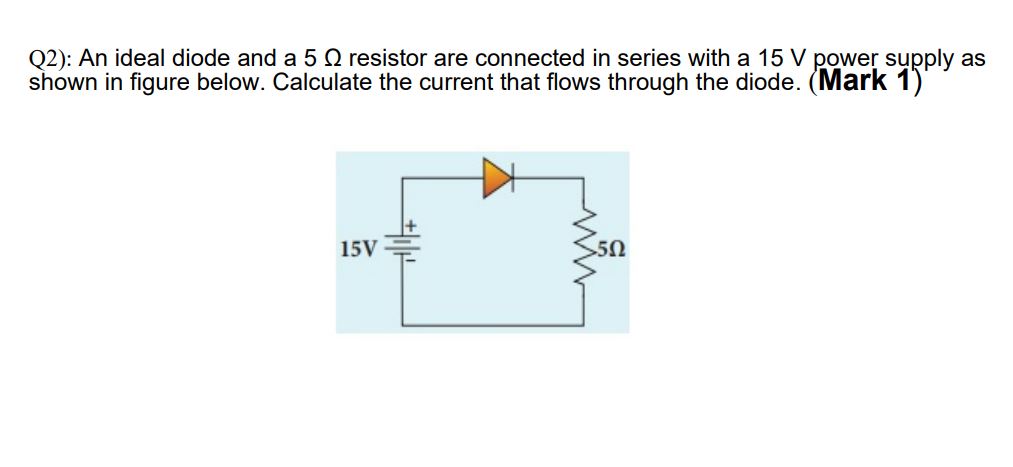 Q2): An ideal diode and a 5 Ω resistor are connected in series with a 15 V power supply as
shown in figure below. Calculate the current that flows through the diode. (Mark 1)
+
15V
5Ω
-